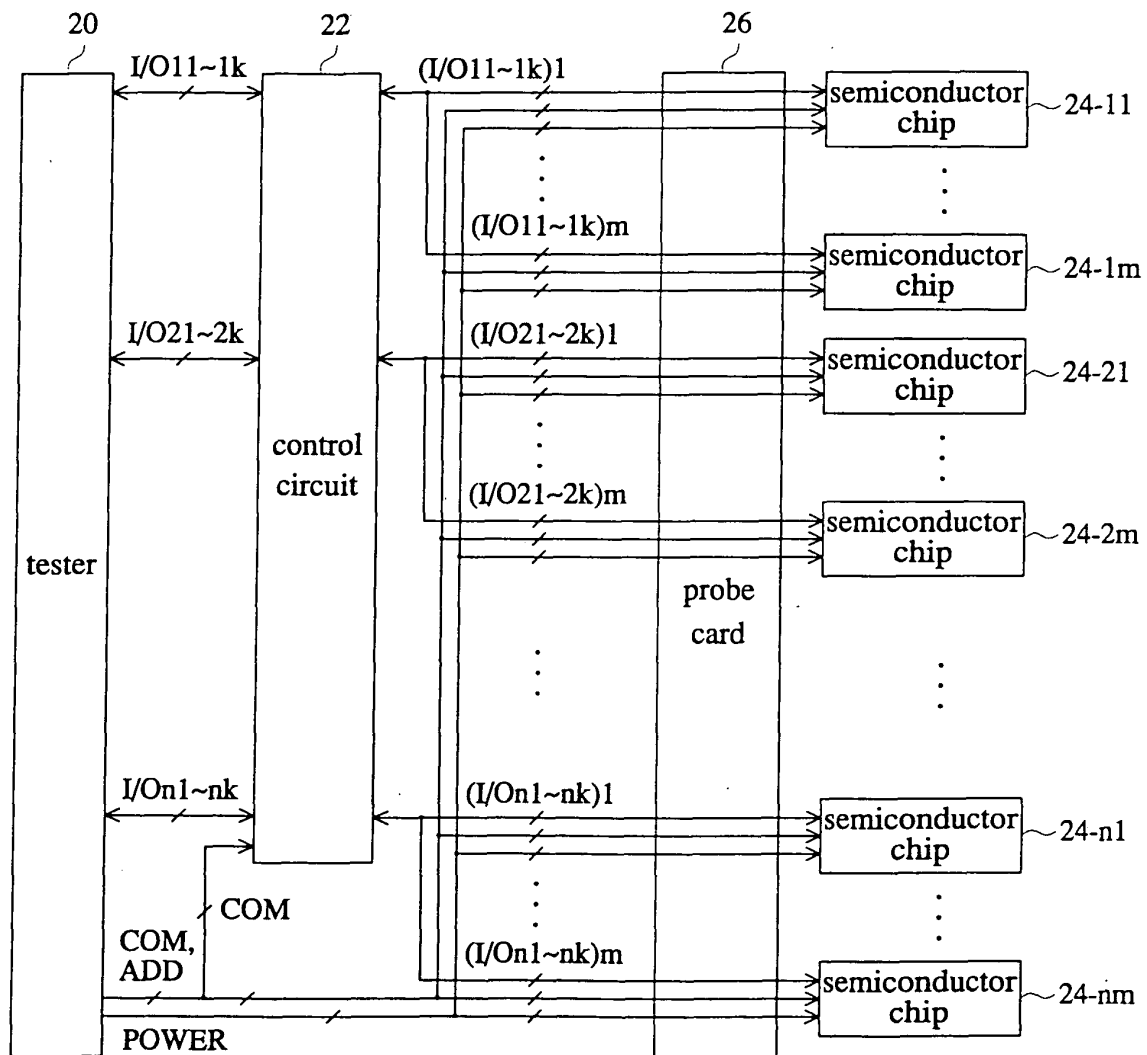 20
22
26
I/O11~1k
(I/O11~1k)1
semiconductor
chip
24-11
(I/O11~1k)m
semiconductor
chip
24-1m
I/O21~2k
(I/O21~2k)1
semiconductor
chip
24-21
control
circuit
(I/O21~2k)m
semiconductor
chip
24-2m
tester
probe
card
I/On1~nk
(I/On1~nk)1
semiconductor
chip
24-n1
COM
COM,
ADD
(I/On1~nk)m
semiconductor
chip
24-nm
POWER